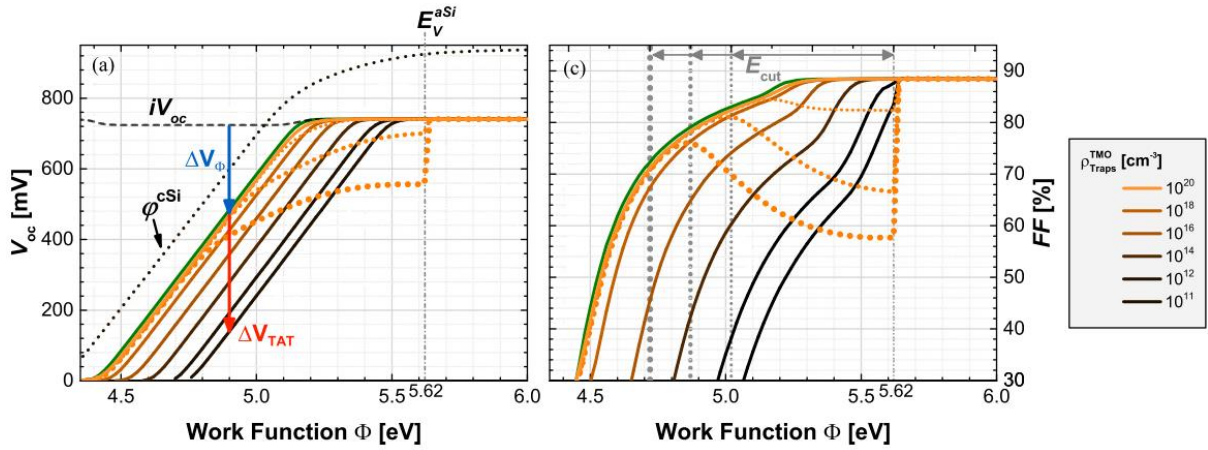 E_V^aSi
(a)
iV_oc
ΔV_Φ
φ^cSi
ΔV_TAT
V_oc [mV]
800
600
400
200
0
4.5
5.0
5.5
5.62
6.0
Work Function Φ [eV]
(c)
E_cut
90
80
70
60
50
40
30
FF [%]
4.5
5.0
5.5
5.62
6.0
Work Function Φ [eV]
ρ_Traps^TMO [cm^-3]
10^20
10^18
10^16
10^14
10^12
10^11